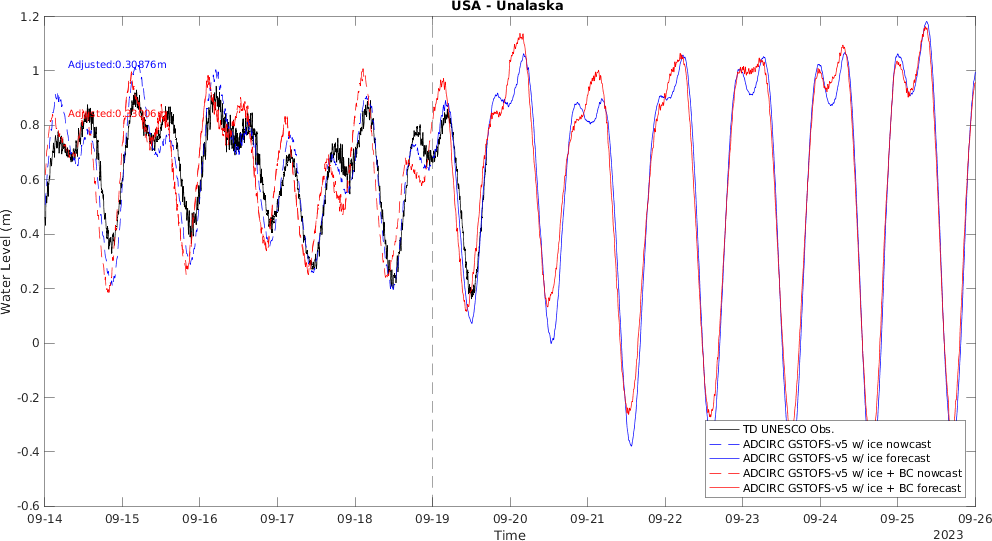 USA - Unalaska
1.2
1
0.8
0.6
0.4
0.2
0
-0.2
-0.4
-0.6
Water Level (m)
Adjusted:0.30876m
TD UNESCO Obs.
ADCIRC GSTOFS-v5 w/ ice nowcast
ADCIRC GSTOFS-v5 w/ ice forecast
ADCIRC GSTOFS-v5 w/ ice + BC nowcast
ADCIRC GSTOFS-v5 w/ ice + BC forecast
09-14 09-15 09-16 09-17 09-18 09-19 09-20 09-21 09-22 09-23 09-24 09-25 09-26
Time
2023